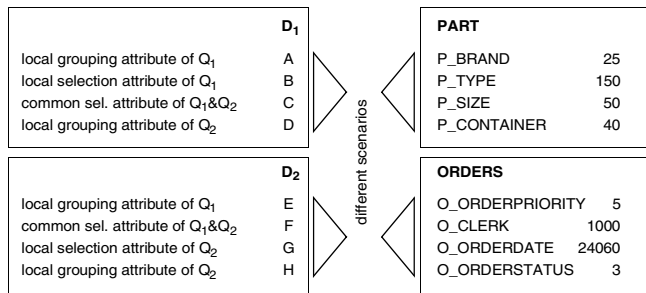 D1
local grouping attribute of Q1 A
local selection attribute of Q1 B
common sel. attribute of Q1&Q2 C
local grouping attribute of Q2 D
D2
local grouping attribute of Q1 E
common sel. attribute of Q1&Q2 F
local selection attribute of Q2 G
local grouping attribute of Q2 H
different scenarios
PART
P_BRAND 25
P_TYPE 150
P_SIZE 50
P_CONTAINER 40
ORDERS
O_ORDERPRIORITY 5
O_CLERK 1000
O_ORDERDATE 24060
O_ORDERSTATUS 3